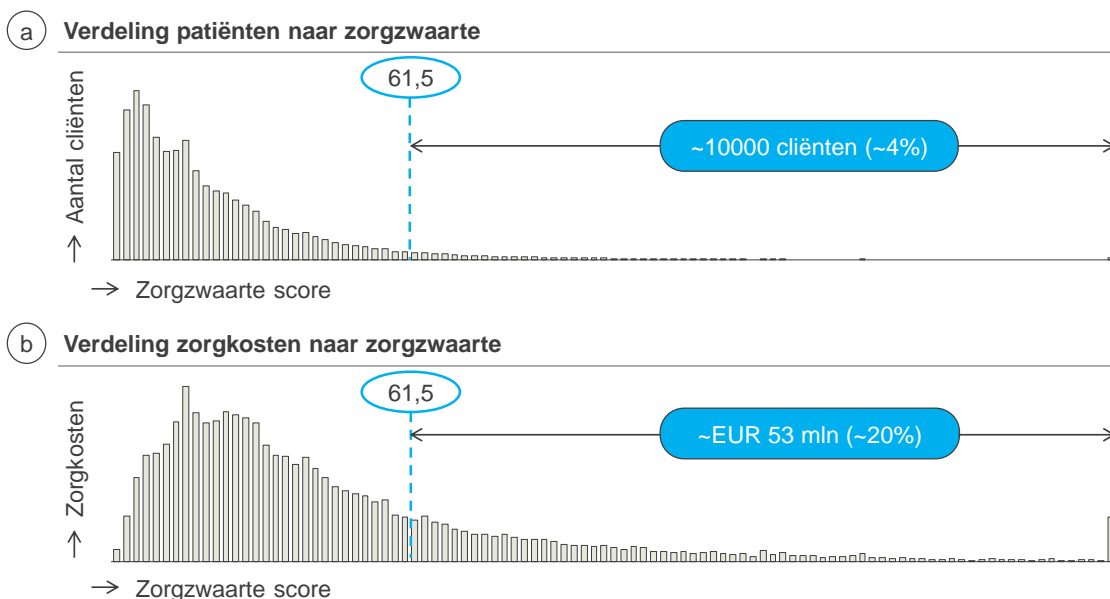 a Verdeling patiënten naar zorgzwaarte
61,5
~10000 cliënten (~4%)
Aantal cliënten
Zorgzwaarte score
b Verdeling zorgkosten naar zorgzwaarte
61,5
~EUR 53 mln (~20%)
Zorgkosten
Zorgzwaarte score